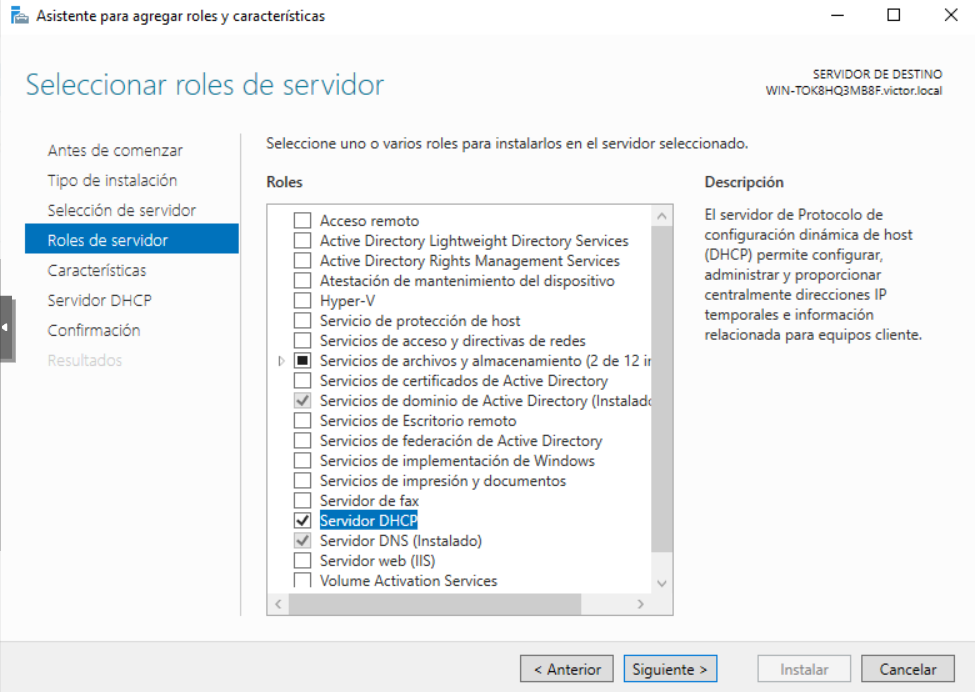 Asistente para agregar roles y características
Seleccionar roles de servidor
SERVIDOR DE DESTINO
WIN-TOK8HQ3MB8F.victor.local
Antes de comenzar
Tipo de instalación
Selección de servidor
Roles de servidor
Características
Servidor DHCP
Confirmación
Resultados
Seleccione uno o varios roles para instalarlos en el servidor seleccionado.
Roles
Acceso remoto
Active Directory Lightweight Directory Services
Active Directory Rights Management Services
Atestación de mantenimiento del dispositivo
Hyper-V
Servicio de protección de host
Servicios de acceso y directivas de redes
Servicios de archivos y almacenamiento (2 de 12 in
Servicios de certificados de Active Directory
Servicios de dominio de Active Directory (Instalado
Servicios de Escritorio remoto
Servicios de federación de Active Directory
Servicios de implementación de Windows
Servicios de impresión y documentos
Servidor de fax
Servidor DHCP
Servidor DNS (Instalado)
Servidor web (IIS)
Volume Activation Services
Descripción
El servidor de Protocolo de
configuración dinámica de host
(DHCP) permite configurar,
administrar y proporcionar
centralmente direcciones IP
temporales e información
relacionada para equipos cliente.
< Anterior
Siguiente >
Instalar
Cancelar